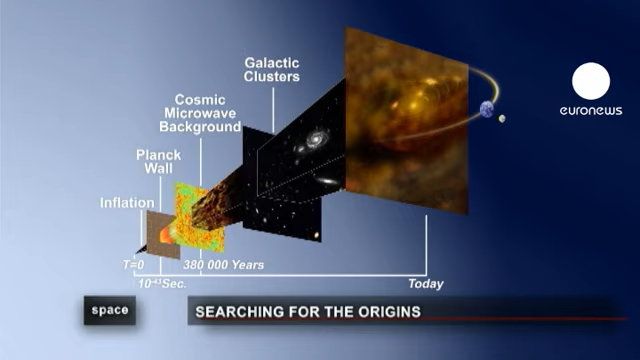 Galactic
Clusters
Cosmic
Microwave
Background
Planck
Wall
Inflation
euronews
T=0
380 000 Years
10⁻⁴³Sec.
Today
space
SEARCHING FOR THE ORIGINS